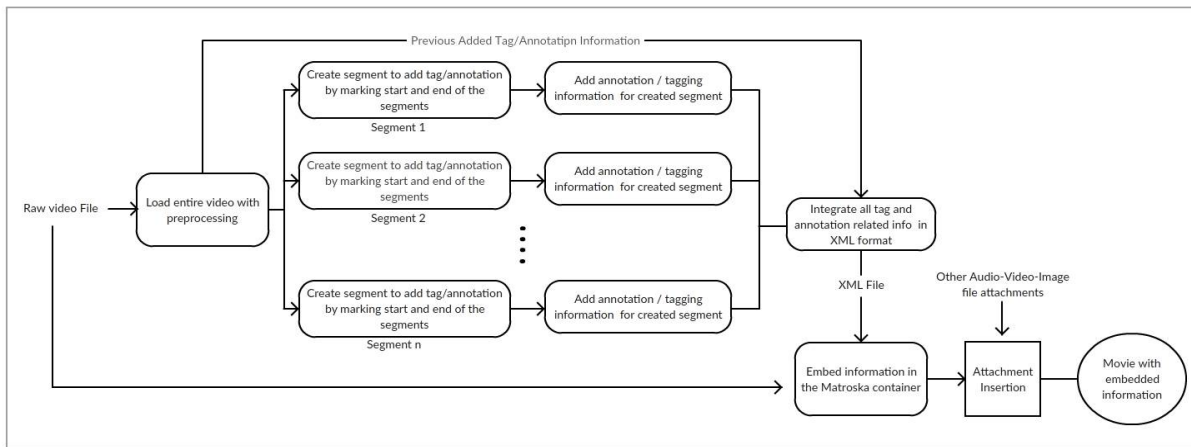 Previous Added Tag/Annotatipn Information
Create segment to add tag/annotation
by marking start and end of the
segments
Segment 1
Add annotation / tagging
information for created segment
Create segment to add tag/annotation
by marking start and end of the
segments
Segment 2
Add annotation / tagging
information for created segment
Raw video File
Load entire video with
preprocessing
Integrate all tag and
annotation related info in
XML format
Create segment to add tag/annotation
by marking start and end of the
segments
Segment n
Add annotation / tagging
information for created segment
XML File
Other Audio-Video-Image
file attachments
Embed information in
the Matroska container
Attachment
Insertion
Movie with
embedded
information